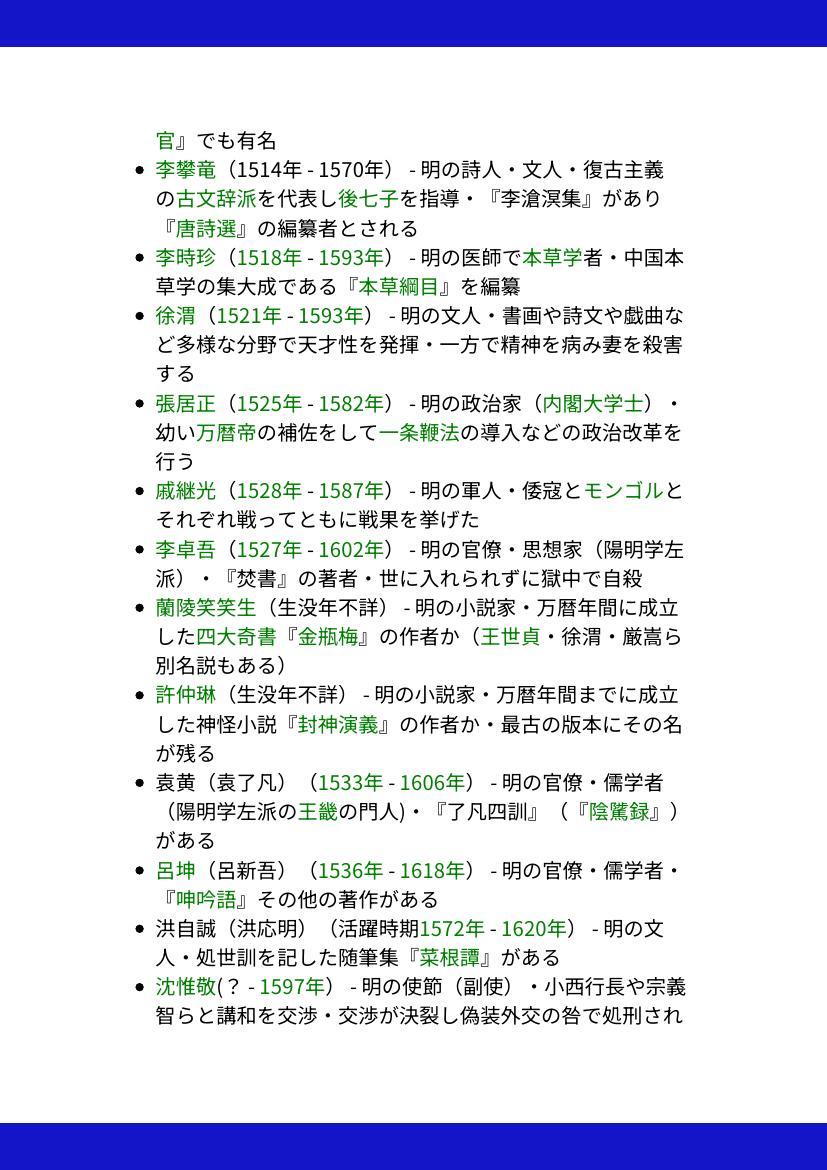 官』でも有名
李攀竜（1514年 - 1570年） - 明の詩人・文人・復古主義
の古文辞派を代表し後七子を指導・『李滄溟集』があり
『唐詩選』の編纂者とされる
李時珍（1518年 - 1593年） - 明の医師で本草学者・中国本
草学の集大成である『本草綱目』を編纂
徐渭（1521年 - 1593年） - 明の文人・書画や詩文や戯曲な
ど多様な分野で天才性を発揮・一方で精神を病み妻を殺害
する
張居正（1525年 - 1582年） - 明の政治家（内閣大学士）・
幼い万暦帝の補佐をして一条鞭法の導入などの政治改革を
行う
戚継光（1528年 - 1587年） - 明の軍人・倭寇とモンゴルと
それぞれ戦ってともに戦果を挙げた
李卓吾（1527年 - 1602年） - 明の官僚・思想家（陽明学左
派）・『焚書』の著者・世に入れられずに獄中で自殺
蘭陵笑笑生（生没年不詳） - 明の小説家・万暦年間に成立
した四大奇書『金瓶梅』の作者か（王世貞・徐渭・厳嵩ら
別名説もある）
許仲琳（生没年不詳） - 明の小説家・万暦年間までに成立
した神怪小説『封神演義』の作者か・最古の版本にその名
が残る
袁黄（袁了凡）（1533年 - 1606年） - 明の官僚・儒学者
（陽明学左派の王畿の門人)・『了凡四訓』（『陰騭録』）
がある
呂坤（呂新吾）（1536年 - 1618年） - 明の官僚・儒学者・
『呻吟語』その他の著作がある
洪自誠（洪応明）（活躍時期1572年 - 1620年） - 明の文
人・処世訓を記した随筆集『菜根譚』がある
沈惟敬(？ - 1597年） - 明の使節（副使）・小西行長や宗義
智らと講和を交渉・交渉が決裂し偽装外交の咎で処刑され